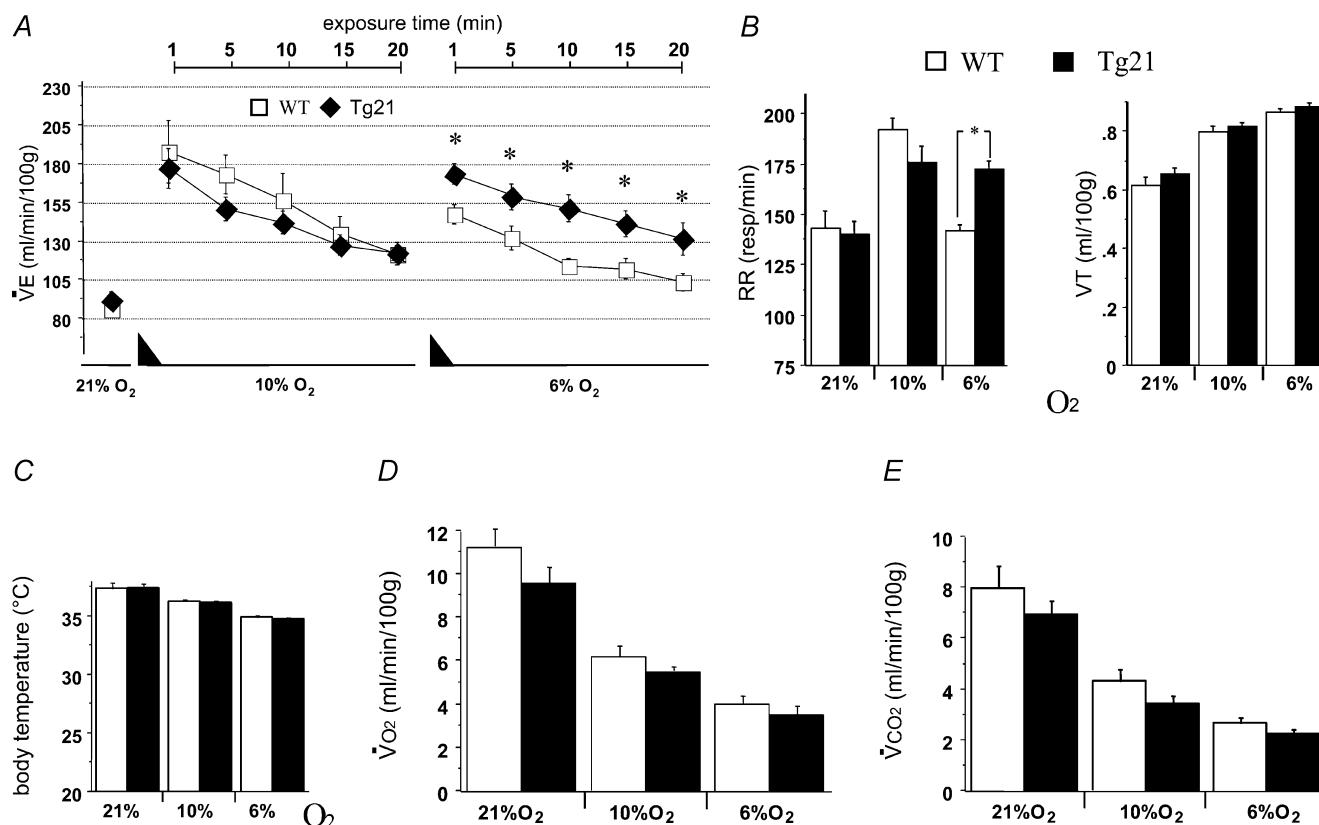 A
exposure time (min)
1 5 10 15 20 1 5 10 15 20
230
205
180
155
130
105
80
V̇E (ml/min/100g)
WT Tg21
* * * * *
21% O₂ 10% O₂ 6% O₂
B
WT Tg21
200
175
150
125
100
75
RR (resp/min)
*
21% 10% 6%
.8
.6
.4
.2
0
VT (ml/100g)
21% 10% 6%
O₂
C
35
30
25
20
body temperature (°C)
21% 10% 6% O₂
D
12
10
8
6
4
2
0
V̇O₂ (ml/min/100g)
21%O₂ 10%O₂ 6%O₂
E
10
8
6
4
2
0
V̇CO₂ (ml/min/100g)
21%O₂ 10%O₂ 6%O₂